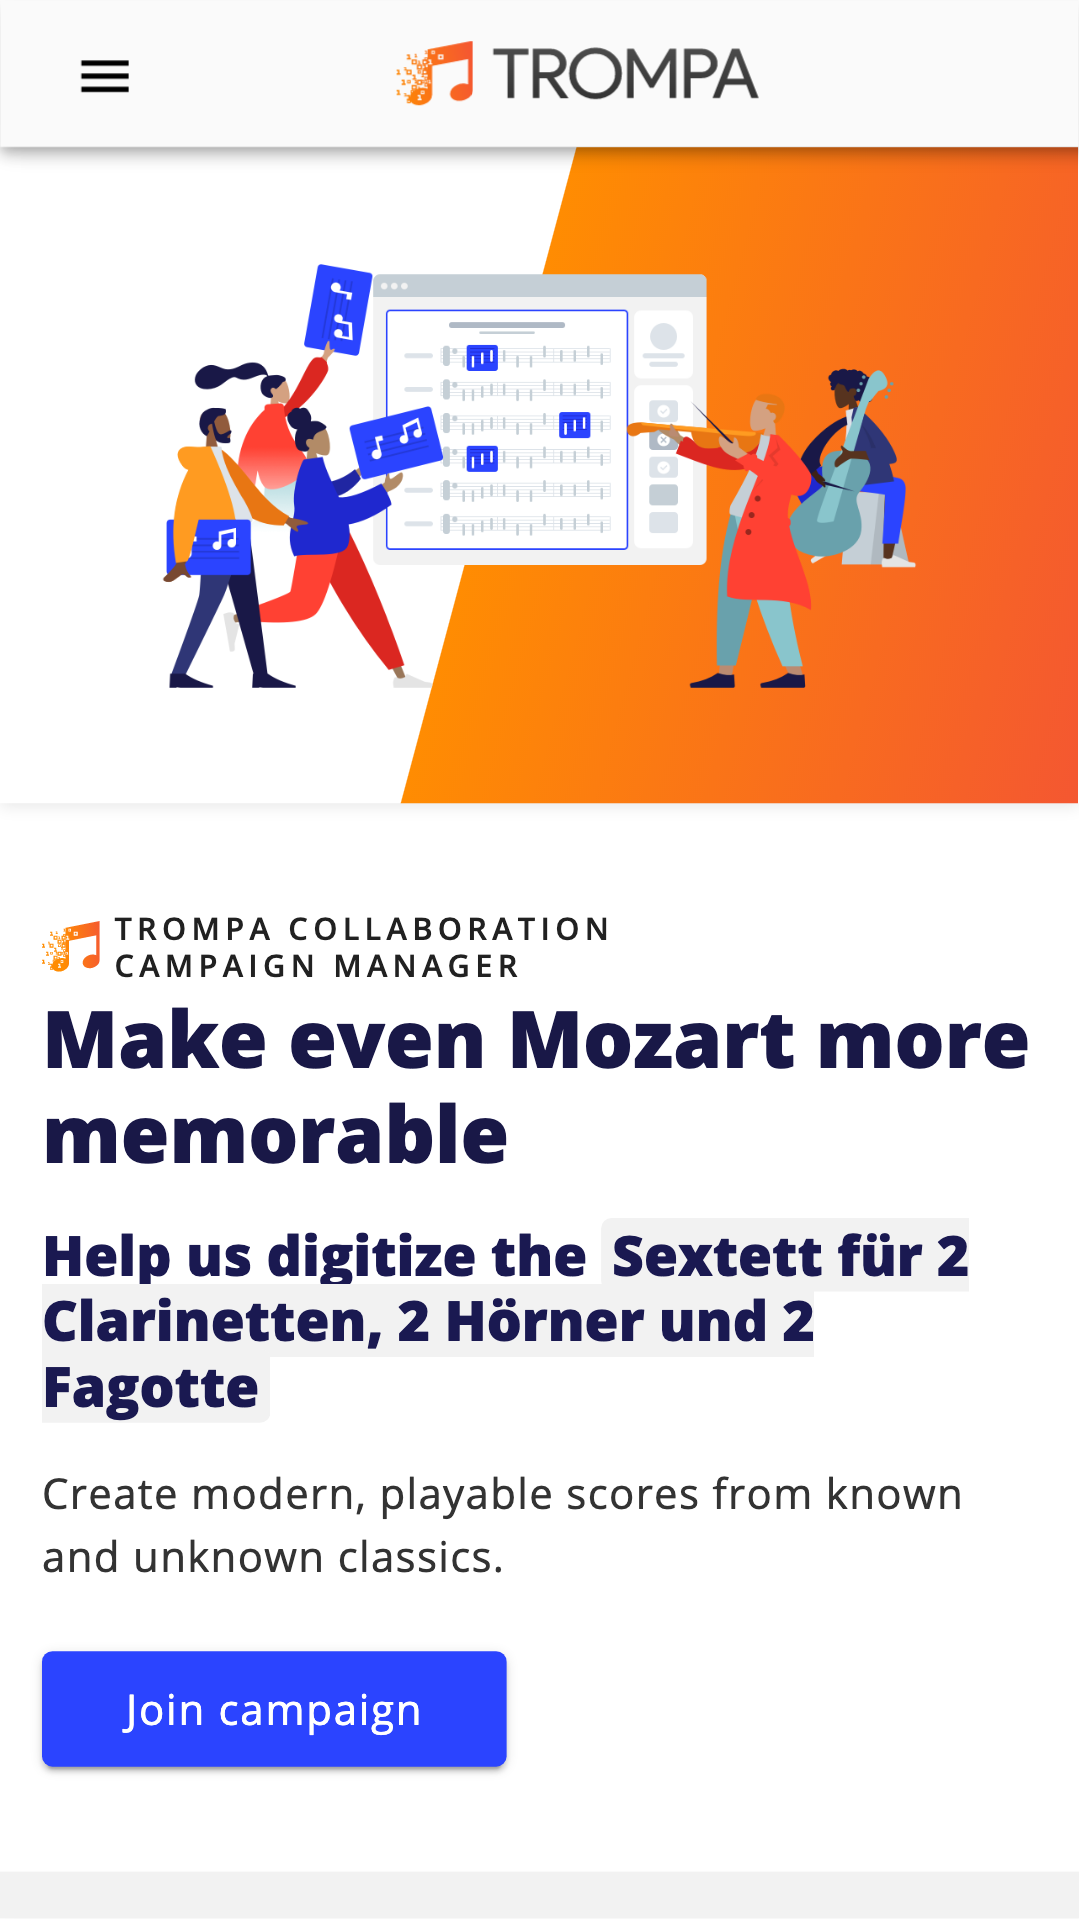 TROMPA
TROMPA COLLABORATION
CAMPAIGN MANAGER
Make even Mozart more
memorable
Help us digitize the Sextett für 2
Clarinetten, 2 Hörner und 2
Fagotte
Create modern, playable scores from known
and unknown classics.
Join campaign